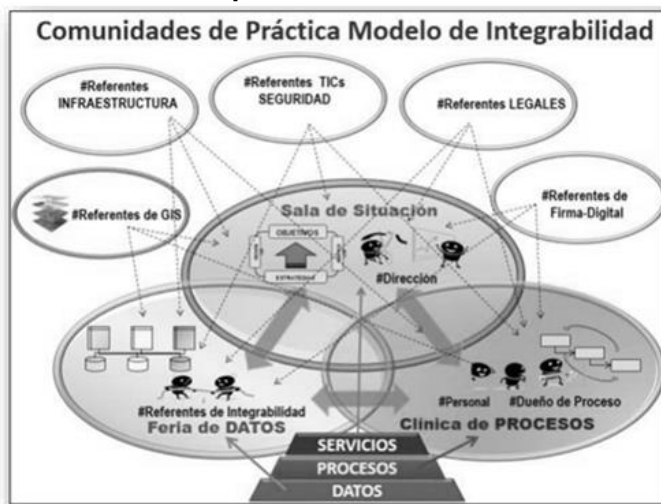 Comunidades de Práctica Modelo de Integrabilidad
#Referentes
INFRAESTRUCTURA
#Referentes TICs
SEGURIDAD
#Referentes LEGALES
#Referentes de GIS
#Referentes de
Firma-Digital
Sala de Situación
OBJETIVOS
ESTRATEGIAS
#Dirección
#Referentes de Integrabilidad
Feria de DATOS
#Personal #Dueño de Proceso
Clínica de PROCESOS
SERVICIOS
PROCESOS
DATOS